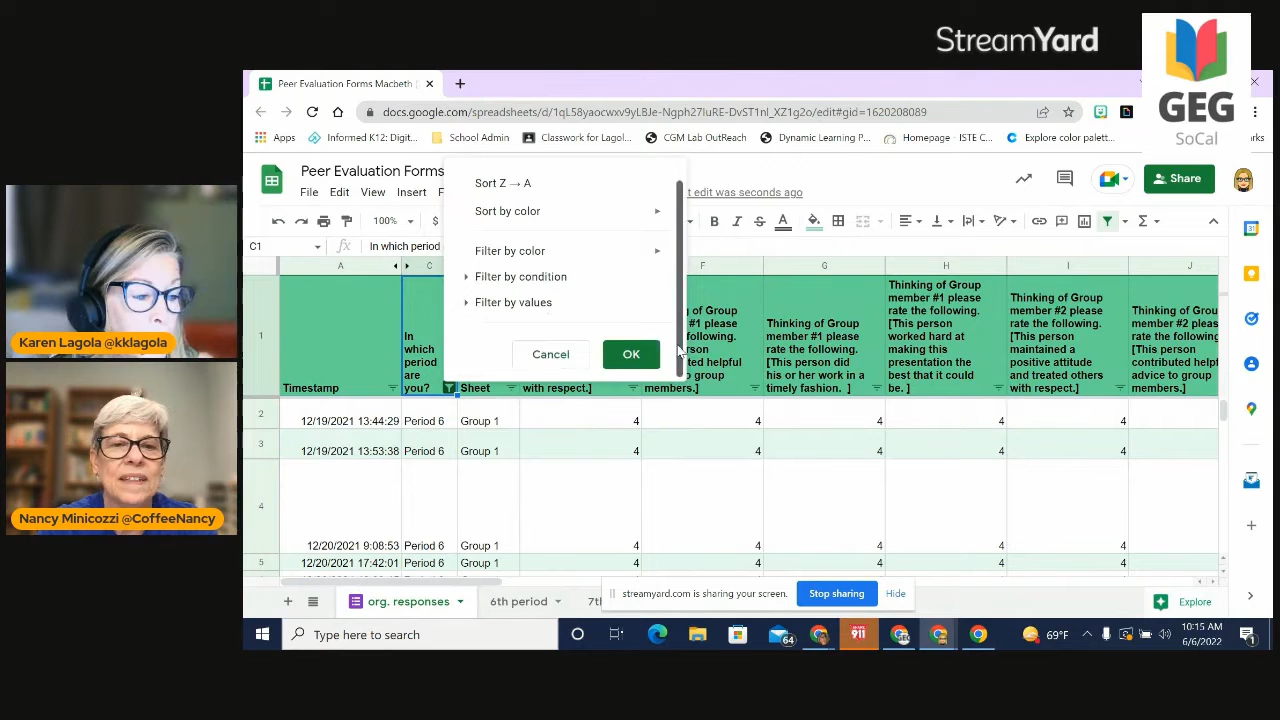 StreamYard
GEG
SoCal
Peer Evaluation Forms Macbeth
docs.google.com/spreadsheets/d/1qL58yaocwxv9yLBJe-Ngph27IuRE-DvST1nI_XZ1g2o/edit#gid=1620208089
Apps
Informed K12: Digit...
School Admin
Classwork for Lagol...
CGM Lab OutReach
Dynamic Learning P...
Homepage - ISTE C...
Explore color palett...
Peer Evaluation Forms
File Edit View Insert F
t edit was seconds ago
Share
100%
$
B I S A
C1
fx
In which period
Sort Z → A
Sort by color
Filter by color
Filter by condition
Filter by values
Cancel OK
A C F G H I J
1
Timestamp
In
which
period
are
you?
Sheet
with respect.]
#1 please
rate the following.
members.]
Thinking of Group
member #1 please
rate the following.
[This person did
his or her work in a
timely fashion. ]
Thinking of Group
member #1 please
rate the following.
[This person
worked hard at
making this
presentation the
best that it could
be. ]
Thinking of Group
member #2 please
rate the following.
[This person
maintained a
positive attitude
and treated others
with respect.]
Thinking of Group
member #2 please
rate the following.
[This person
contributed helpful
advice to group
members.]
2 12/19/2021 13:44:29 Period 6 Group 1 4 4 4 4 4
3 12/19/2021 13:53:38 Period 6 Group 1 4 4 4 4 4
4 12/20/2021 9:08:53 Period 6 Group 1 4 4 4 4 4
5 12/20/2021 17:42:01 Period 6 Group 1 4 4 4 4 4
streamyard.com is sharing your screen.
Stop sharing
Hide
org. responses
6th period
7th
Explore
Type here to search
64
911
69°F
10:15 AM
6/6/2022
1
Karen Lagola @kklagola
Nancy Minicozzi @CoffeeNancy